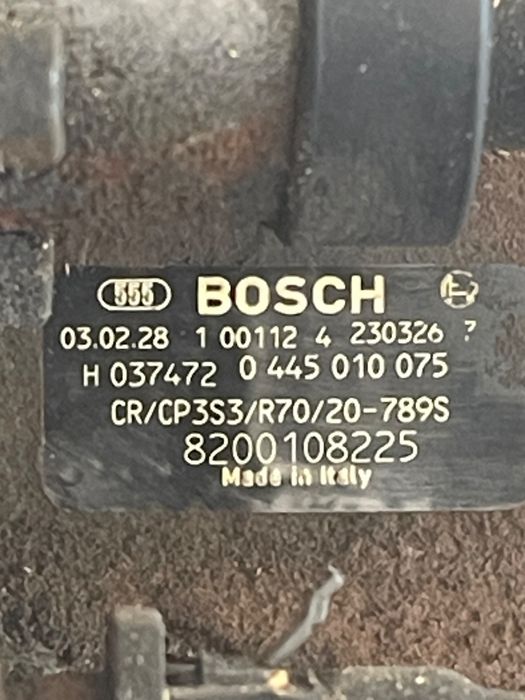 555 BOSCH
03.02.28 1 00112 4 230326 7
H 037472 0 445 010 075
CR/CP3S3/R70/20-789S
8200108225
Made in Italy